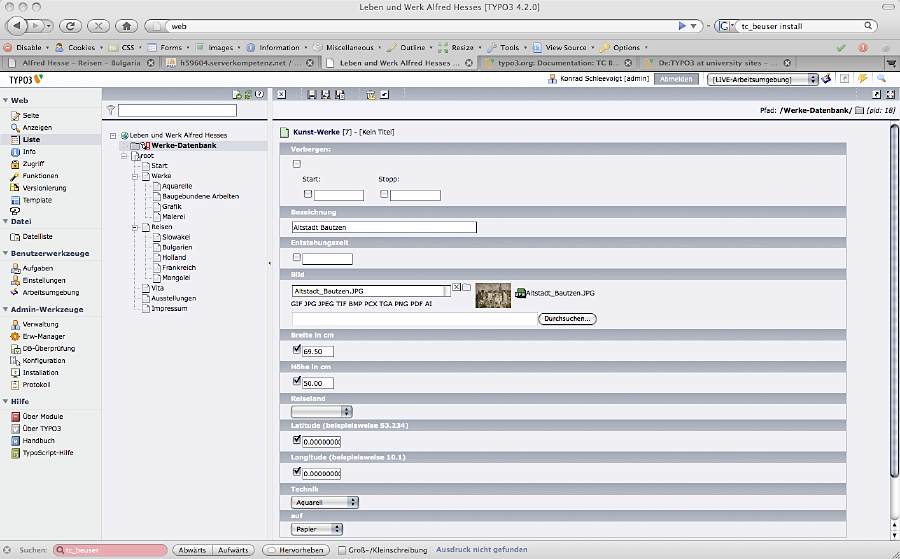 Leben und Werk Alfred Hesses [TYPO3 4.2.0]
web
tc_beuser install
Disable
Cookies
CSS
Forms
Images
Information
Miscellaneous
Outline
Resize
Tools
View Source
Options
Alfred Hesse – Reisen – Bulgaria
h59604.serverkompetenz.net / ...
Leben und Werk Alfred Hesses ...
typo3.org: Documentation: TC B...
De:TYPO3 at university sites – ...
TYPO3
Konrad Schleevoigt [admin]
Abmelden
[LIVE-Arbeitsumgebung]
Pfad: /Werke-Datenbank/ [pid: 18]
Web
Seite
Anzeigen
Liste
Info
Zugriff
Funktionen
Versionierung
Template
Datei
Dateiliste
Benutzerwerkzeuge
Aufgaben
Einstellungen
Arbeitsumgebung
Admin-Werkzeuge
Verwaltung
Erw-Manager
DB-Überprüfung
Konfiguration
Installation
Protokoll
Hilfe
Über Module
Über TYPO3
Handbuch
TypoScript-Hilfe
Leben und Werk Alfred Hesses
Werke-Datenbank
root
Start
Werke
Aquarelle
Baugebundene Arbeiten
Grafik
Malerei
Reisen
Slowakei
Bulgarien
Holland
Frankreich
Mongolei
Vita
Ausstellungen
Impressum
Kunst-Werke [7] - [Kein Titel]
Verbergen:
Start:
Stopp:
Bezeichnung
Altstadt Bautzen
Entstehungszeit
Bild
Altstadt_Bautzen.JPG
Altstadt_Bautzen.JPG
GIF JPG JPEG TIF BMP PCX TGA PNG PDF AI
Durchsuchen...
Breite in cm
69.50
Höhe in cm
50.00
Reiseland
Latitude (beispielsweise 53.234)
0.00000000
Longitude (beispielsweise 10.1)
0.00000000
Technik
Aquarell
auf
Papier
Suchen:
tc_beuser
Abwärts
Aufwärts
Hervorheben
Groß-/Kleinschreibung
Ausdruck nicht gefunden